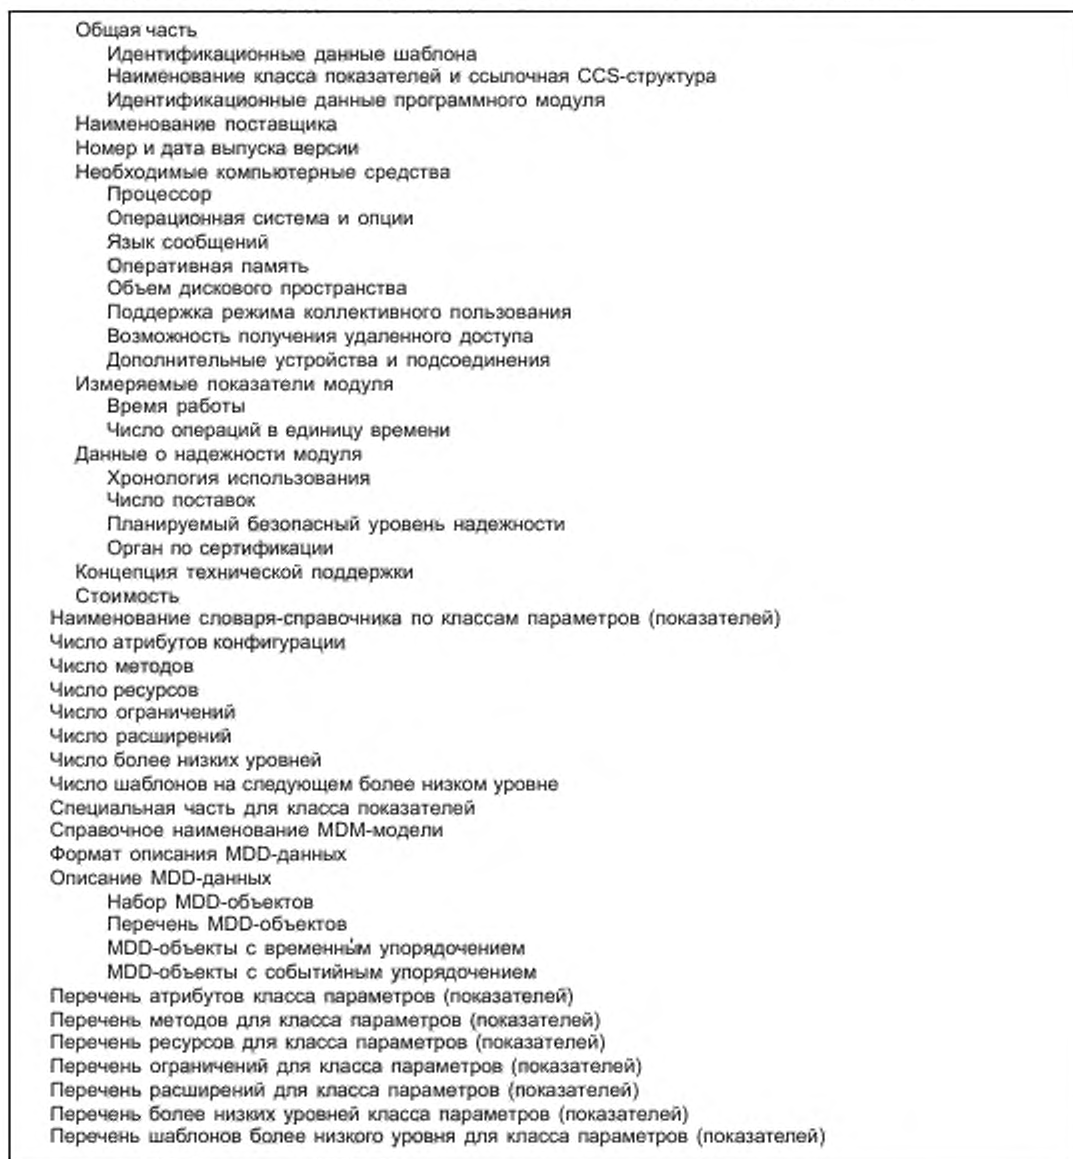 Общая часть
Идентификационные данные шаблона
Наименование класса показателей и ссылочная CCS-структура
Идентификационные данные программного модуля
Наименование поставщика
Номер и дата выпуска версии
Необходимые компьютерные средства
Процессор
Операционная система и опции
Язык сообщений
Оперативная память
Объем дискового пространства
Поддержка режима коллективного пользования
Возможность получения удаленного доступа
Дополнительные устройства и подсоединения
Измеряемые показатели модуля
Время работы
Число операций в единицу времени
Данные о надежности модуля
Хронология использования
Число поставок
Планируемый безопасный уровень надежности
Орган по сертификации
Концепция технической поддержки
Стоимость
Наименование словаря-справочника по классам параметров (показателей)
Число атрибутов конфигурации
Число методов
Число ресурсов
Число ограничений
Число расширений
Число более низких уровней
Число шаблонов на следующем более низком уровне
Специальная часть для класса показателей
Справочное наименование MDM-модели
Формат описания MDD-данных
Описание MDD-данных
Набор MDD-объектов
Перечень MDD-объектов
MDD-объекты с временным упорядочением
MDD-объекты с событийным упорядочением
Перечень атрибутов класса параметров (показателей)
Перечень методов для класса параметров (показателей)
Перечень ресурсов для класса параметров (показателей)
Перечень ограничений для класса параметров (показателей)
Перечень расширений для класса параметров (показателей)
Перечень более низких уровней класса параметров (показателей)
Перечень шаблонов более низкого уровня для класса параметров (показателей)